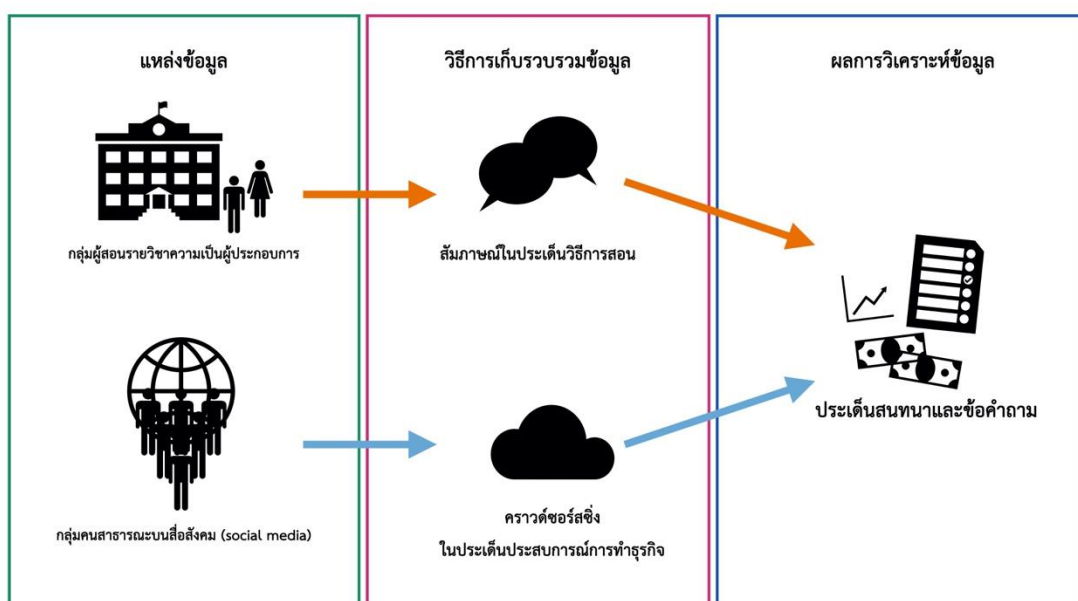 แหล่งข้อมูล
กลุ่มผู้สอนรายวิชาความเป็นผู้ประกอบการ
กลุ่มคนสาธารณะบนสื่อสังคม (social media)
วิธีการเก็บรวบรวมข้อมูล
สัมภาษณ์ในประเด็นวิธีการสอน
คราวด์ซอร์สซิ่ง
ในประเด็นประสบการณ์การทำธุรกิจ
ผลการวิเคราะห์ข้อมูล
ประเด็นสนทนาและข้อคำถาม